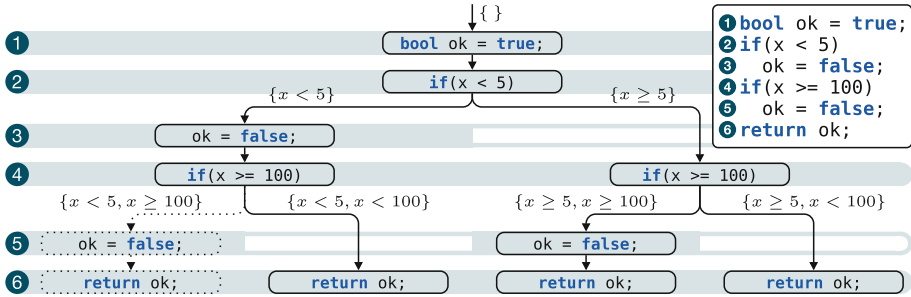 { }
1 bool ok = true;
2 if(x < 5)
{x < 5} {x ≥ 5}
3 ok = false;
4 if(x >= 100) if(x >= 100)
{x < 5, x ≥ 100} {x < 5, x < 100} {x ≥ 5, x ≥ 100} {x ≥ 5, x < 100}
5 ok = false; ok = false;
6 return ok; return ok; return ok; return ok;
1 bool ok = true;
2 if(x < 5)
3 ok = false;
4 if(x >= 100)
5 ok = false;
6 return ok;